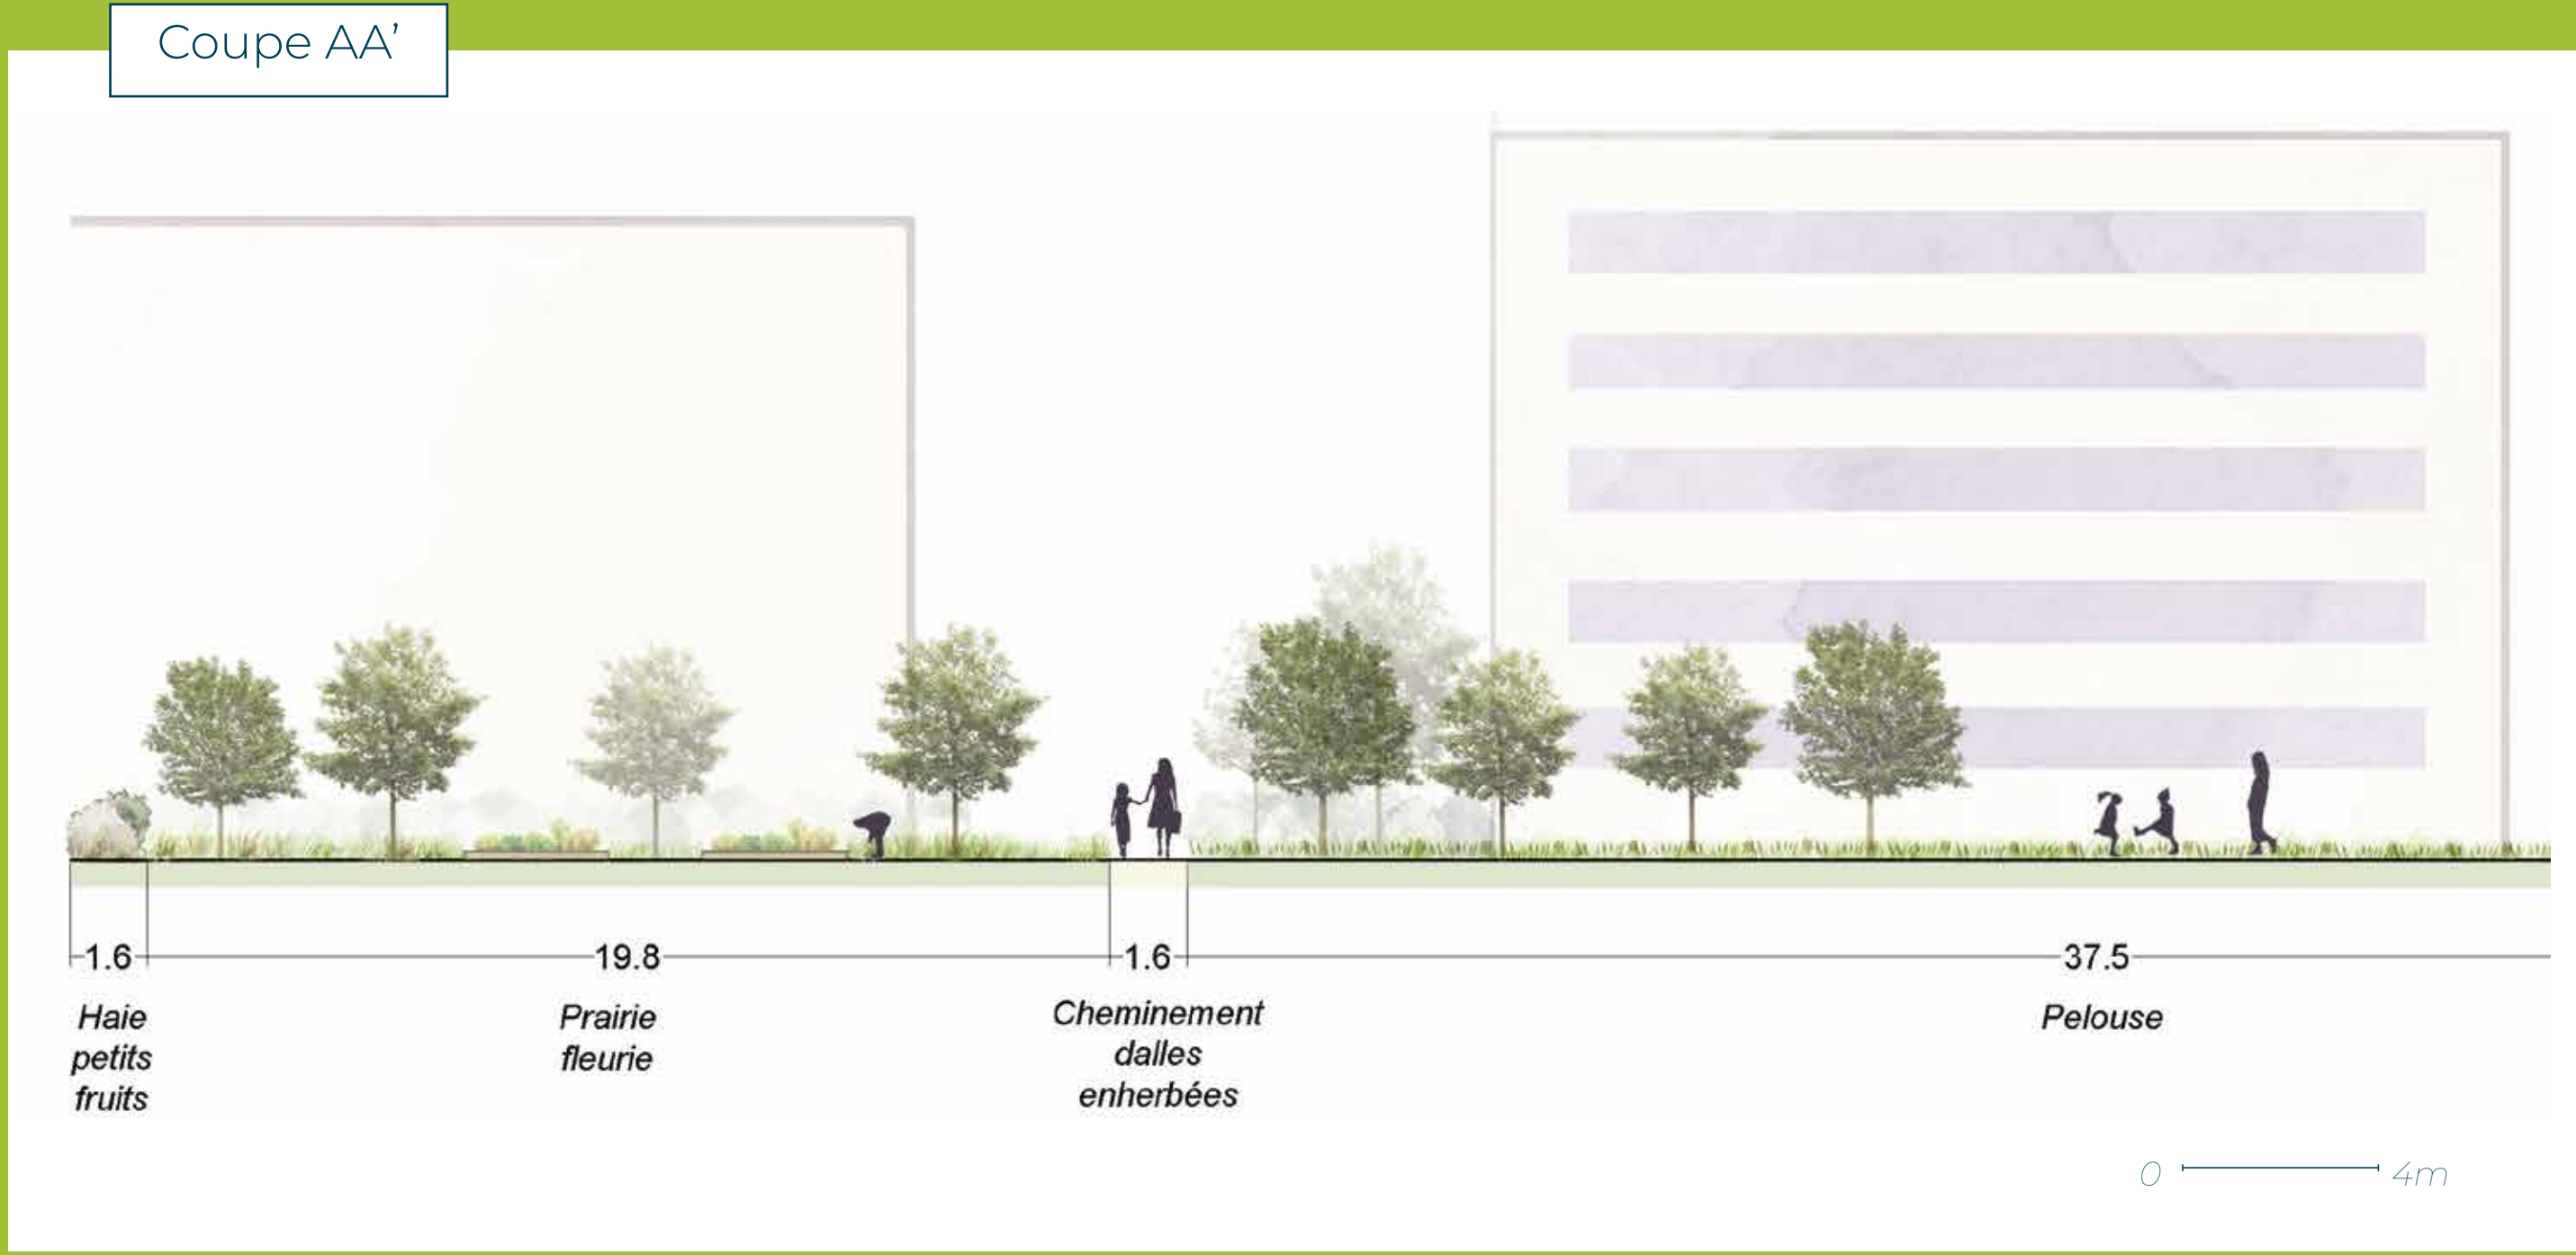 Coupe AA’
1.6
19.8
1.6
37.5
Haie
petits
fruits
Prairie
fleurie
Cheminement
dalles
enherbées
Pelouse
0
4m